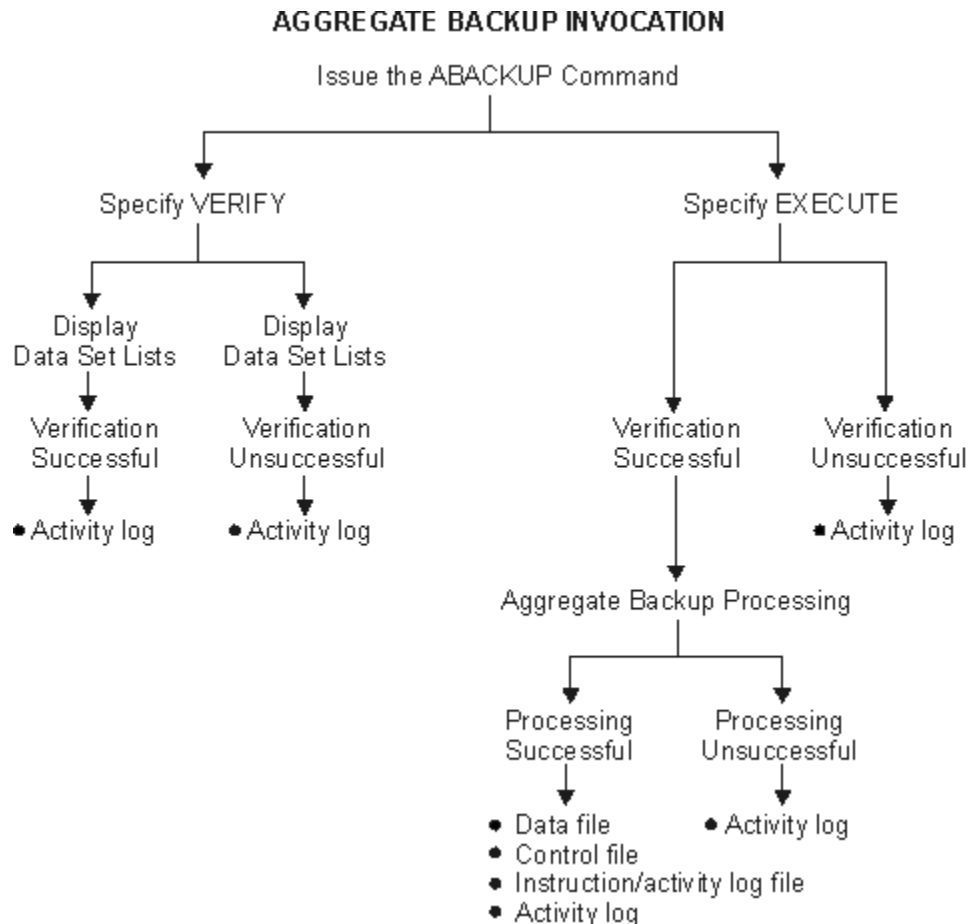 AGGREGATE BACKUP INVOCATION
Issue the ABACKUP Command
Specify VERIFY
Specify EXECUTE
Display
Data Set Lists
Display
Data Set Lists
Verification
Successful
Verification
Unsuccessful
Verification
Successful
Verification
Unsuccessful
• Activity log
• Activity log
• Activity log
Aggregate Backup Processing
Processing
Successful
Processing
Unsuccessful
• Data file
• Control file
• Instruction/activity log file
• Activity log
• Activity log